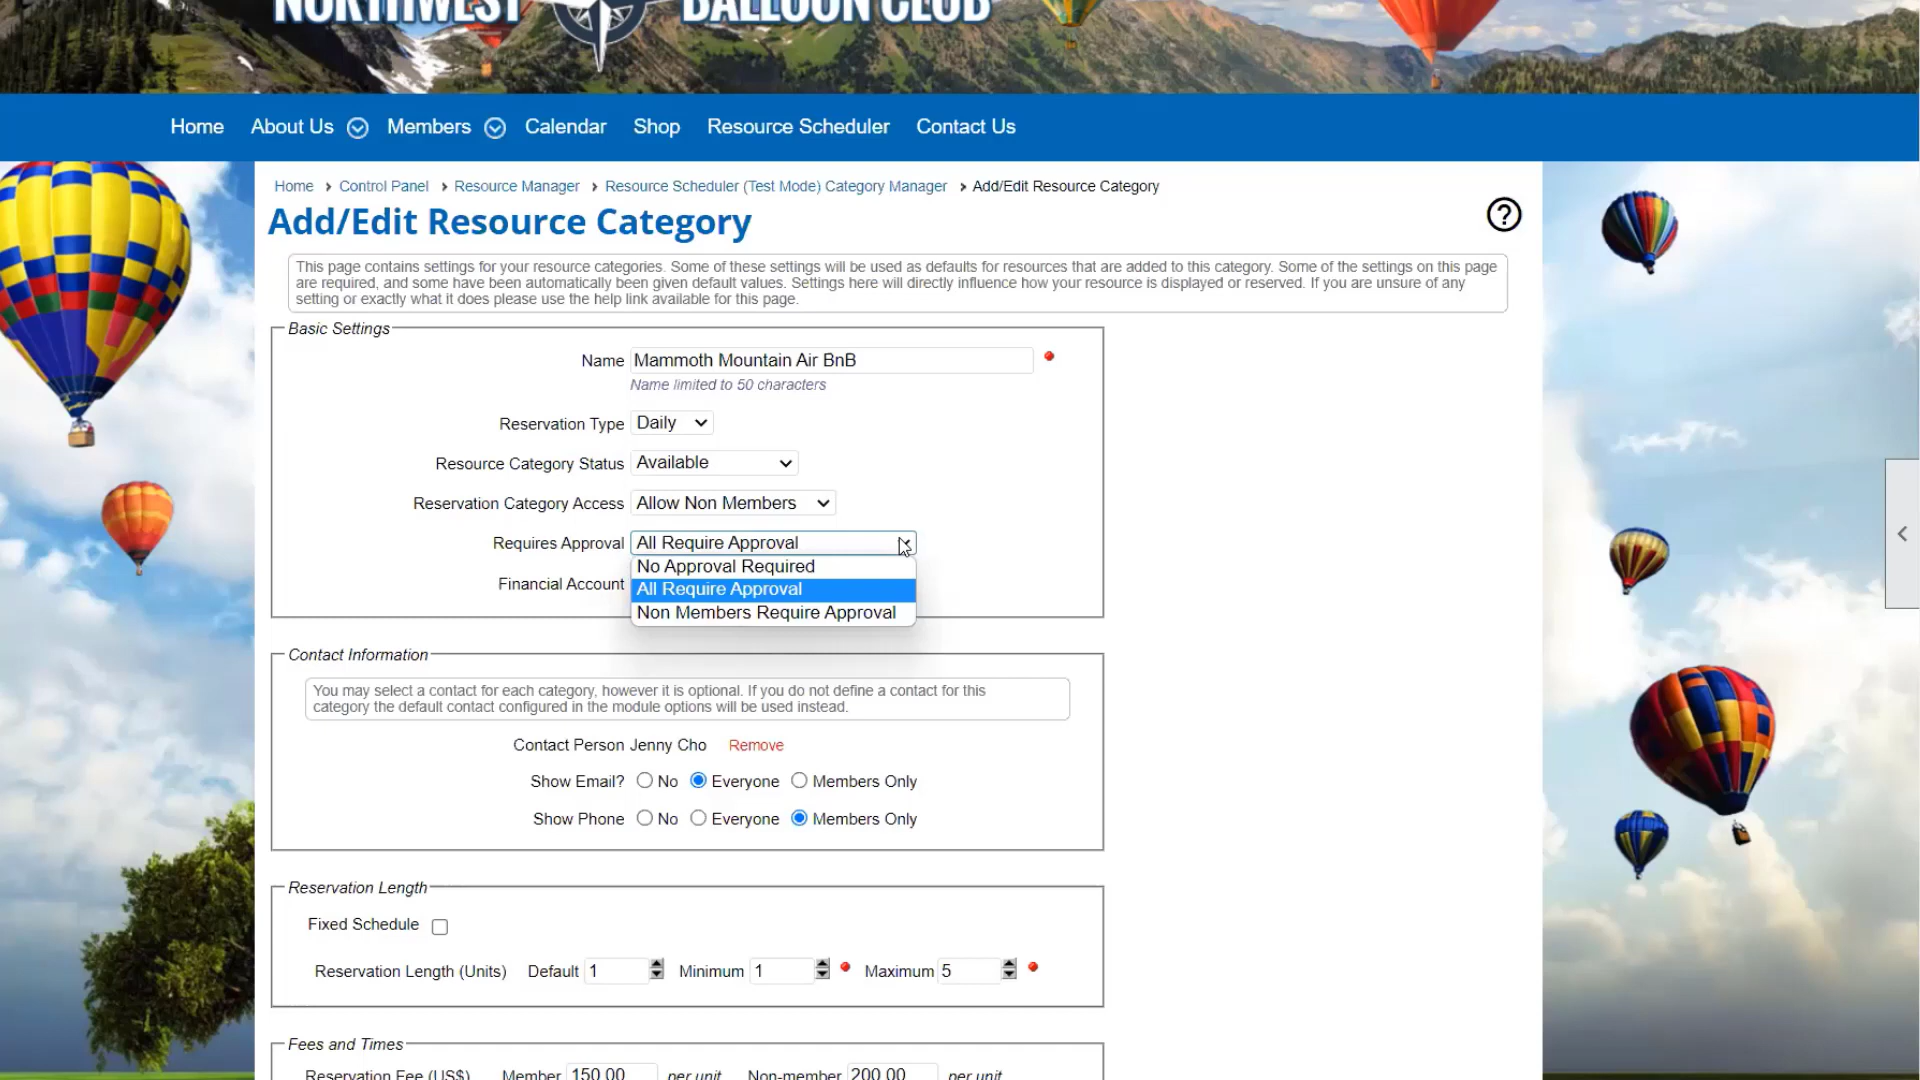 NORTHWEST BALLOON CLUB
Home About Us Members Calendar Shop Resource Scheduler Contact Us
Home › Control Panel › Resource Manager › Resource Scheduler (Test Mode) Category Manager › Add/Edit Resource Category
Add/Edit Resource Category
?
This page contains settings for your resource categories. Some of these settings will be used as defaults for resources that are added to this category. Some of the settings on this page
are required, and some have been automatically been given default values. Settings here will directly influence how your resource is displayed or reserved. If you are unsure of any
setting or exactly what it does please use the help link available for this page.
Basic Settings
Name Mammoth Mountain Air BnB
Name limited to 50 characters
Reservation Type Daily
Resource Category Status Available
Reservation Category Access Allow Non Members
Requires Approval All Require Approval
No Approval Required
Financial Account
All Require Approval
Non Members Require Approval
Contact Information
You may select a contact for each category, however it is optional. If you do not define a contact for this
category the default contact configured in the module options will be used instead.
Contact Person Jenny Cho Remove
Show Email? No Everyone Members Only
Show Phone No Everyone Members Only
Reservation Length
Fixed Schedule
Reservation Length (Units) Default 1 Minimum 1 Maximum 5
Fees and Times
Reservation Fee (US$) Member 150.00 per unit Non-member 200.00 per unit